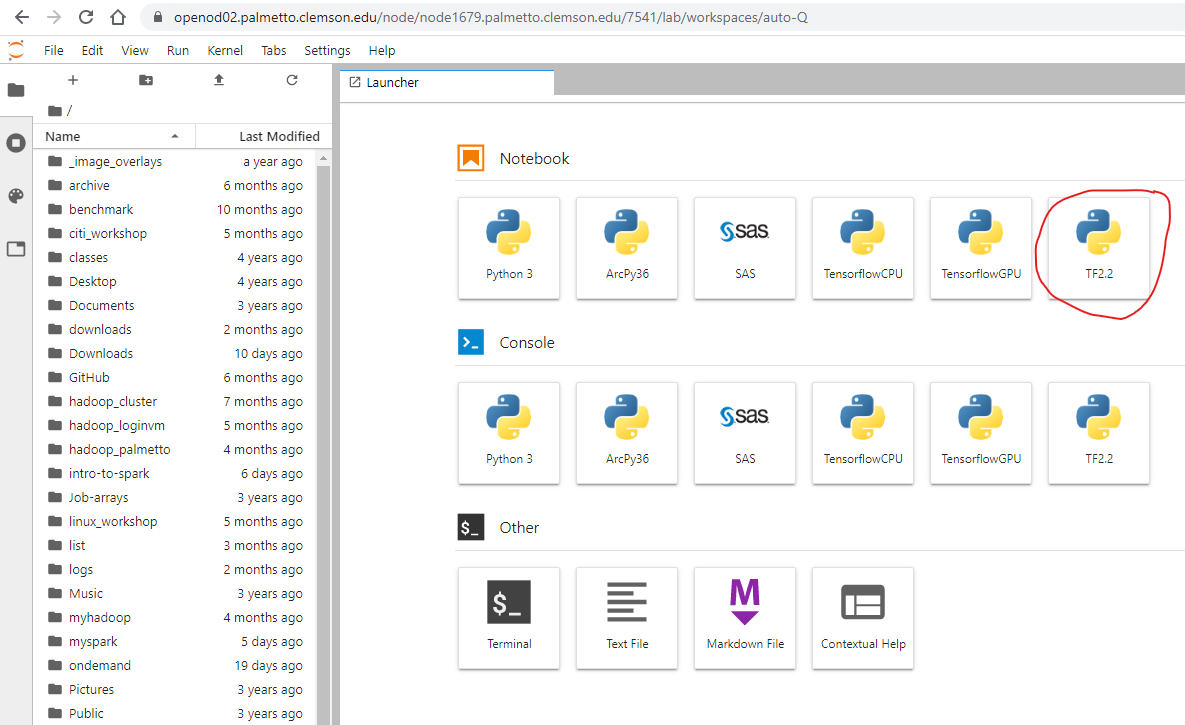 openod02.palmetto.clemson.edu/node/node1679.palmetto.clemson.edu/7541/lab/workspaces/auto-Q
File Edit View Run Kernel Tabs Settings Help
/
Name Last Modified
_image_overlays a year ago
archive 6 months ago
benchmark 10 months ago
citi_workshop 5 months ago
classes 4 years ago
Desktop 4 years ago
Documents 3 years ago
downloads 2 months ago
Downloads 10 days ago
GitHub 6 months ago
hadoop_cluster 7 months ago
hadoop_loginvm 5 months ago
hadoop_palmetto 4 months ago
intro-to-spark 6 days ago
Job-arrays 3 years ago
linux_workshop 5 months ago
list 3 months ago
logs 2 months ago
Music 3 years ago
myhadoop 4 months ago
myspark 5 days ago
ondemand 19 days ago
Pictures 3 years ago
Public 3 years ago
Launcher
Notebook
sas.
Python 3 ArcPy36 SAS TensorflowCPU TensorflowGPU TF2.2
Console
sas.
Python 3 ArcPy36 SAS TensorflowCPU TensorflowGPU TF2.2
$_ Other
$_ M
Terminal Text File Markdown File Contextual Help